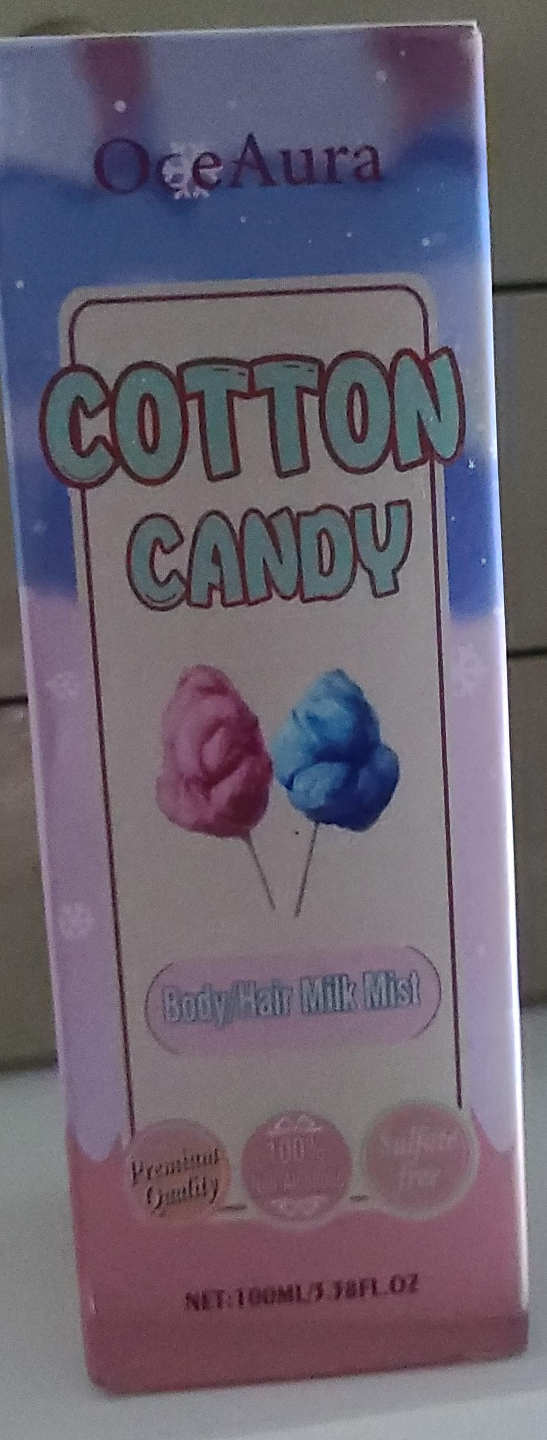 OceAura
COTTON
CANDY
Body/Hair Milk Mist
Premium
Quality
100%
Sulfate
free
NET:100ML/3.38FL.OZ